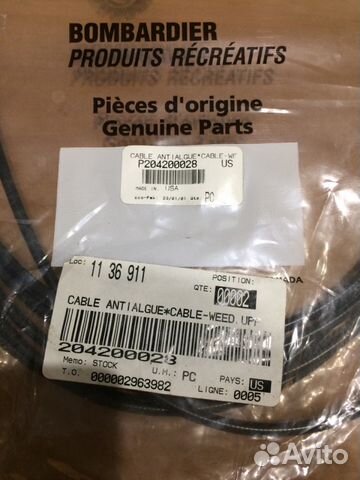 BOMBARDIER
PRODUITS RÉCRÉATIFS
Pièces d'origine
Genuine Parts
CABLE ANTIALGUE*CABLE-WE
P204200028 US
MADE IN: USA
PC
LOC: 11 36 911
POSITION:
QTE: 00002
NADA
CABLE ANTIALGUE*CABLE-WEED, UPP
204200028
Memo: STOCK
U.M.: PC
PAYS: US
T.O. 000002963982
LIGNE: 0005
Avito